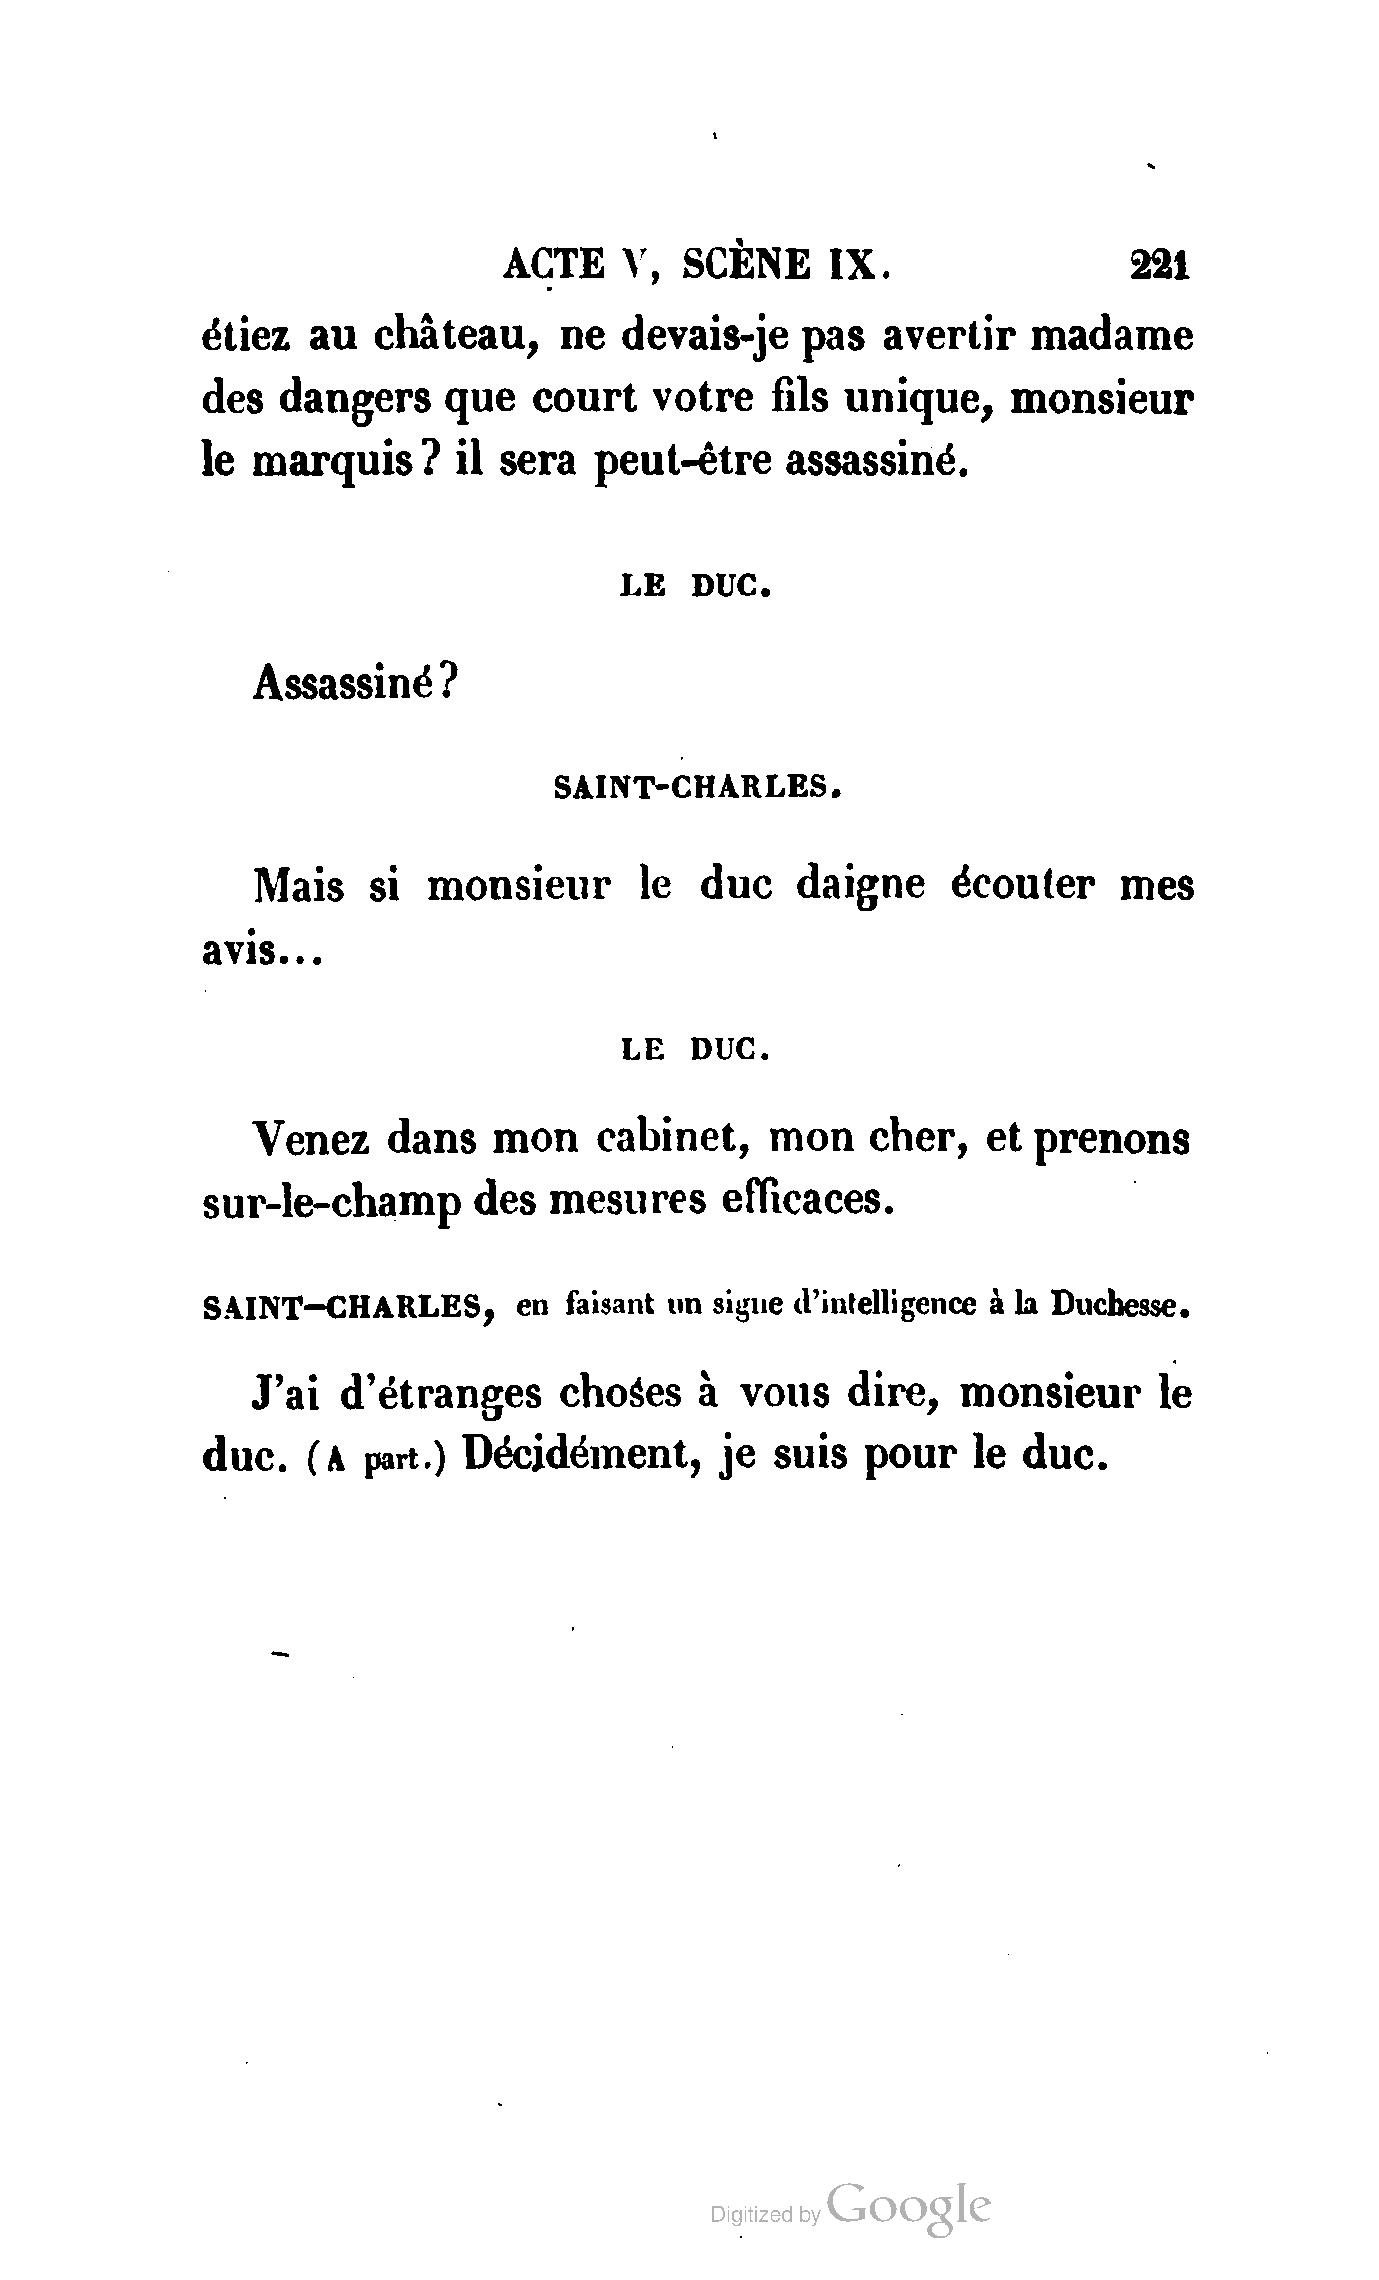 ACTE V, SCÈNE IX. 221
étiez au château, ne devais-je pas avertir madame
des dangers que court votre fils unique, monsieur
le marquis? il sera peut-être assassiné.
LE DUC.
Assassiné?
SAINT-CHARLES.
Mais si monsieur le duc daigne écouter mes
avis...
LE DUC.
Venez dans mon cabinet, mon cher, et prenons
sur-le-champ des mesures efficaces.
SAINT-CHARLES, en faisant un signe d'intelligence à la Duchesse.
J'ai d'étranges choses à vous dire, monsieur le
duc. (A part.) Décidément, je suis pour le duc.
Digitized by Google